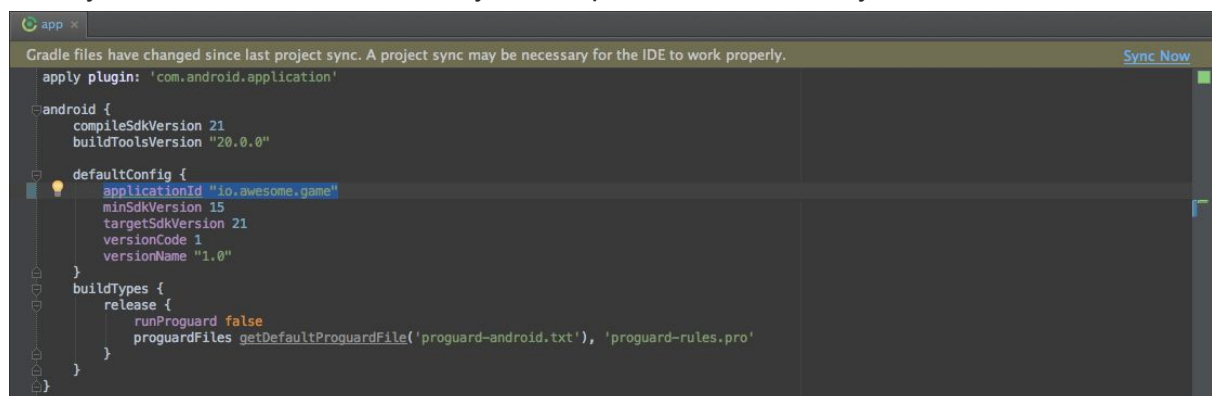 app ×
Gradle files have changed since last project sync. A project sync may be necessary for the IDE to work properly. Sync Now
apply plugin: 'com.android.application'
android {
    compileSdkVersion 21
    buildToolsVersion "20.0.0"
    defaultConfig {
        applicationId "io.awesome.game"
        minSdkVersion 15
        targetSdkVersion 21
        versionCode 1
        versionName "1.0"
    }
    buildTypes {
        release {
            runProguard false
            proguardFiles getDefaultProguardFile('proguard-android.txt'), 'proguard-rules.pro'
        }
    }
}